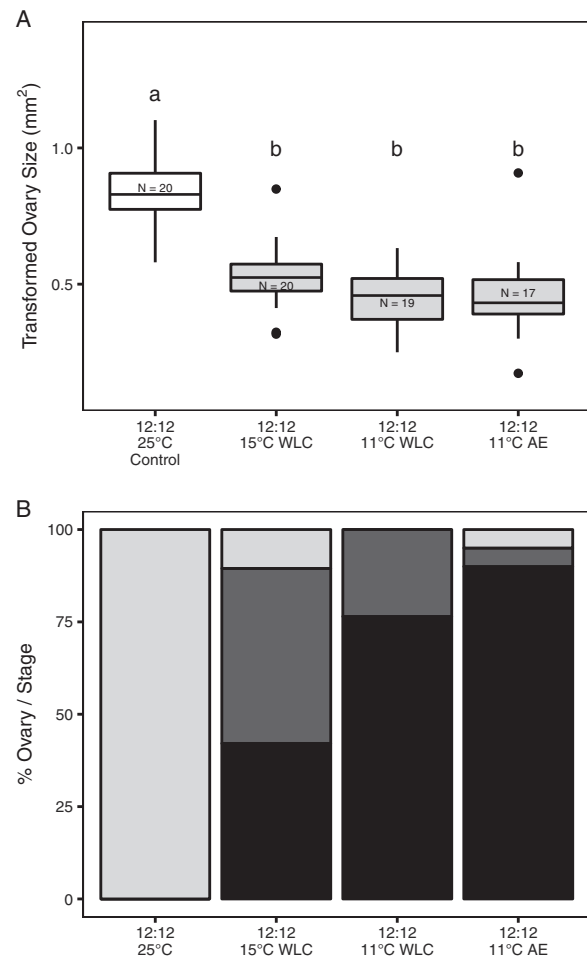 A
Transformed Ovary Size (mm²)
1.0
0.5
a
b
b
b
N = 20
N = 20
N = 19
N = 17
12:12
25°C
Control
12:12
15°C WLC
12:12
11°C WLC
12:12
11°C AE
B
% Ovary / Stage
100
75
50
25
0
12:12
25°C
12:12
15°C WLC
12:12
11°C WLC
12:12
11°C AE